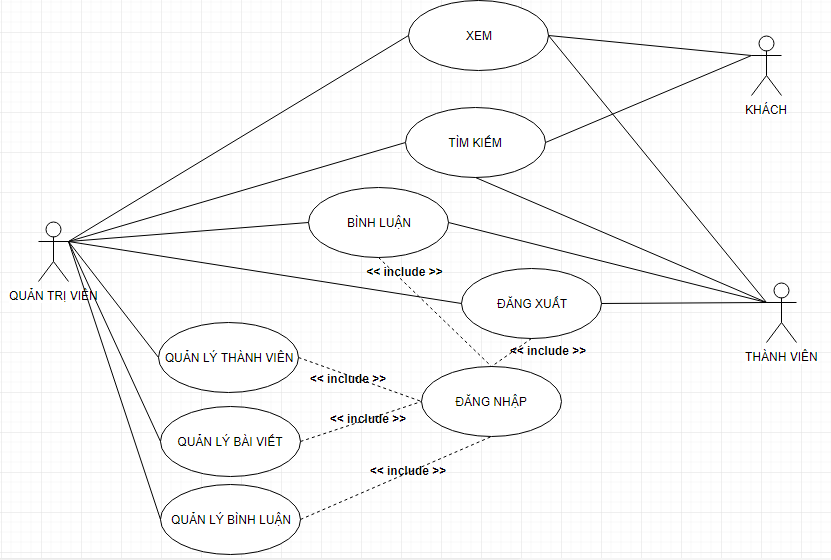 XEM
KHÁCH
TÌM KIẾM
BÌNH LUẬN
QUẢN TRỊ VIÊN
<< include >>
ĐĂNG XUẤT
THÀNH VIÊN
<< include >>
QUẢN LÝ THÀNH VIÊN
<< include >>
ĐĂNG NHẬP
<< include >>
QUẢN LÝ BÀI VIẾT
<< include >>
QUẢN LÝ BÌNH LUẬN